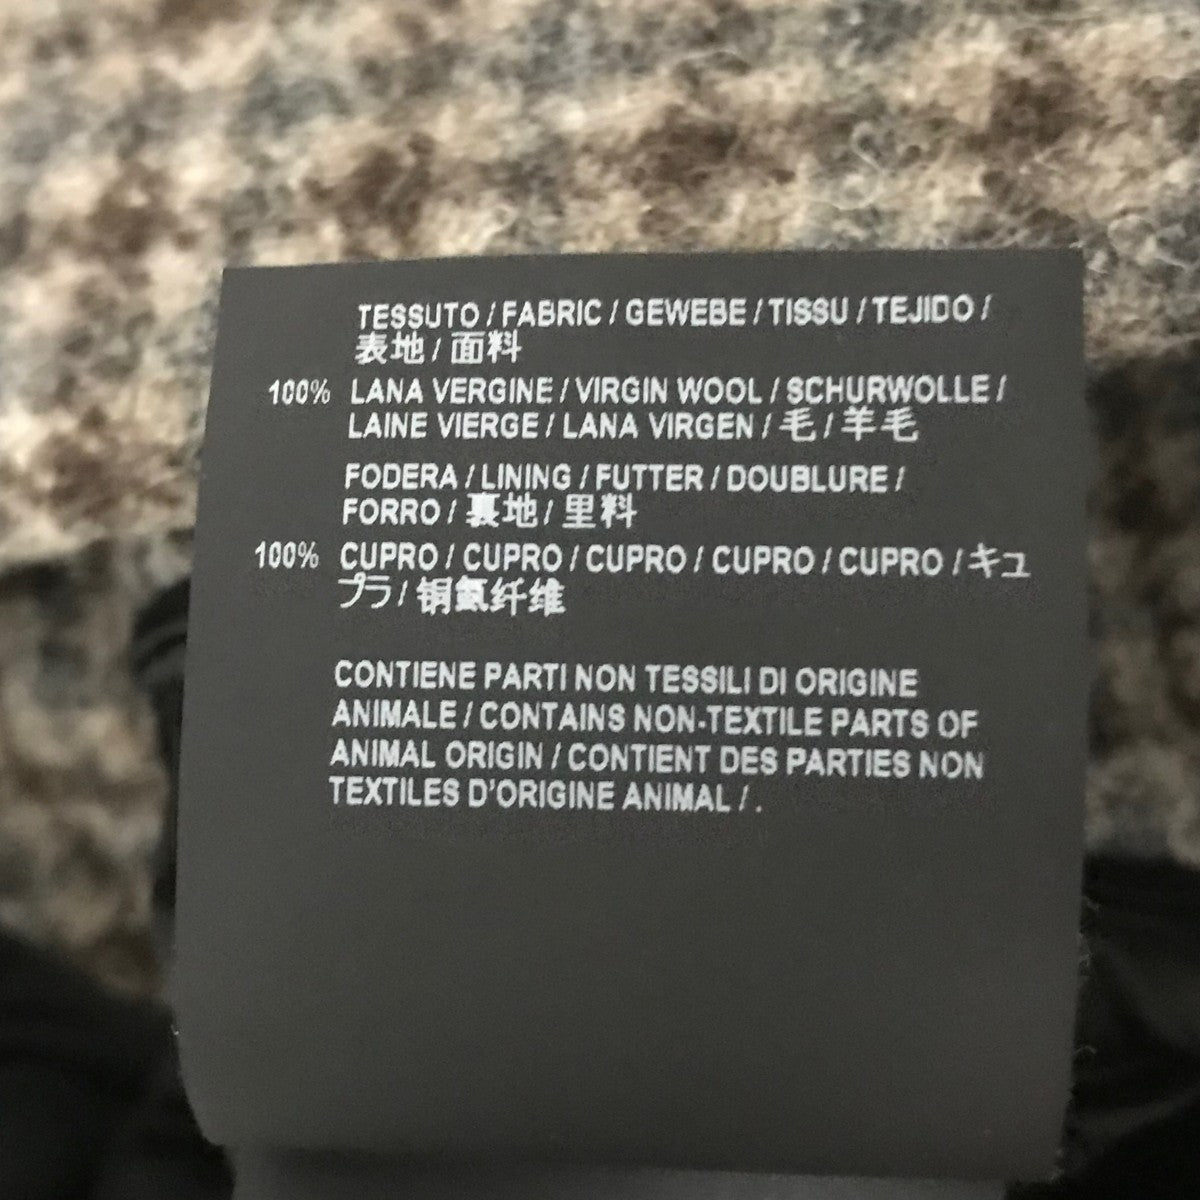 TESSUTO / FABRIC / GEWEBE / TISSU / TEJIDO /
表地 / 面料
100% LANA VERGINE / VIRGIN WOOL / SCHURWOLLE /
LAINE VIERGE / LANA VIRGEN / 毛 / 羊毛
FODERA / LINING / FUTTER / DOUBLURE /
FORRO / 裏地 / 里料
100% CUPRO / CUPRO / CUPRO / CUPRO / CUPRO / キュ
プラ / 铜氨纤维
CONTIENE PARTI NON TESSILI DI ORIGINE
ANIMALE / CONTAINS NON-TEXTILE PARTS OF
ANIMAL ORIGIN / CONTIENT DES PARTIES NON
TEXTILES D'ORIGINE ANIMAL / .